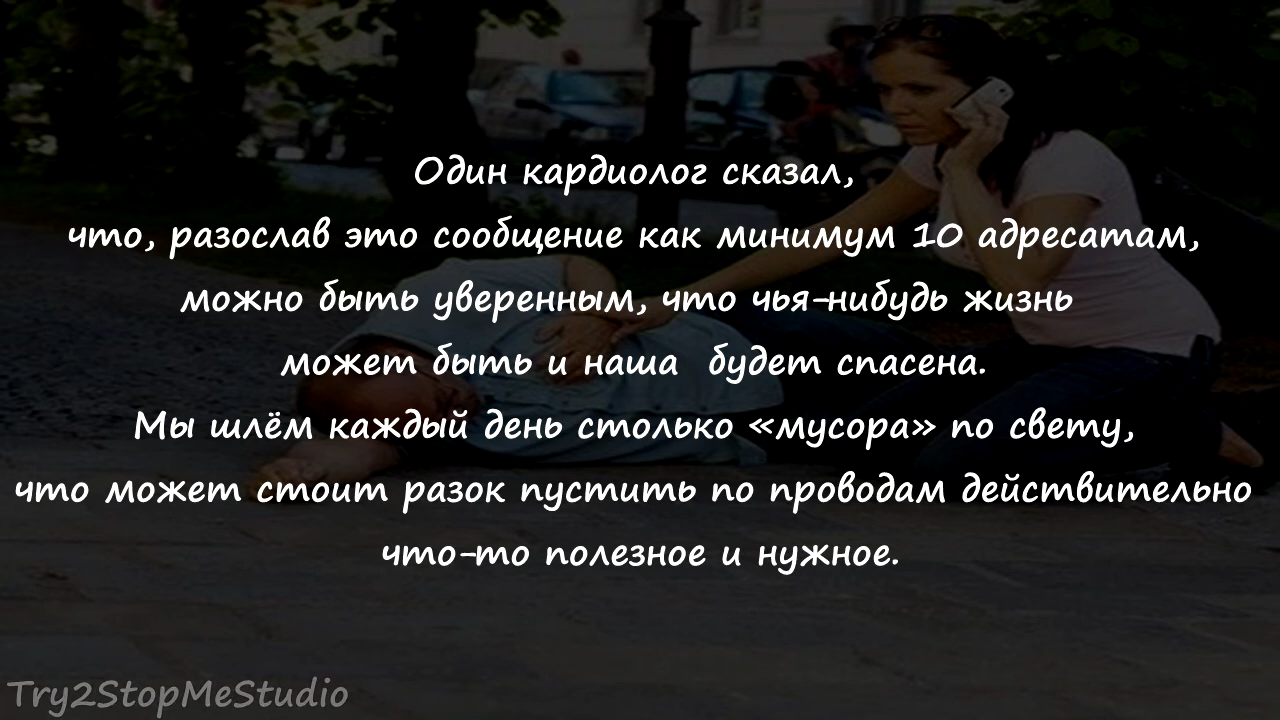 Один кардиолог сказал,
что, разослав это сообщение как минимум 10 адресатам,
можно быть уверенным, что чья-нибудь жизнь
может быть и наша будет спасена.
Мы шлём каждый день столько «мусора» по свету,
что может стоит разок пустить по проводам действительно
что-то полезное и нужное.
Try2StopMeStudio